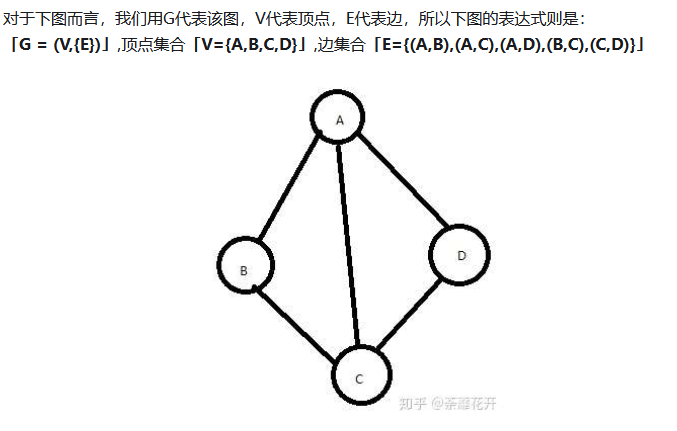 对于下图而言，我们用G代表该图，V代表顶点，E代表边，所以下图的表达式则是：
「G = (V,{E})」,顶点集合「V={A,B,C,D}」,边集合「E={(A,B),(A,C),(A,D),(B,C),(C,D)}」
A
B
D
C
知乎 @荼蘼花开